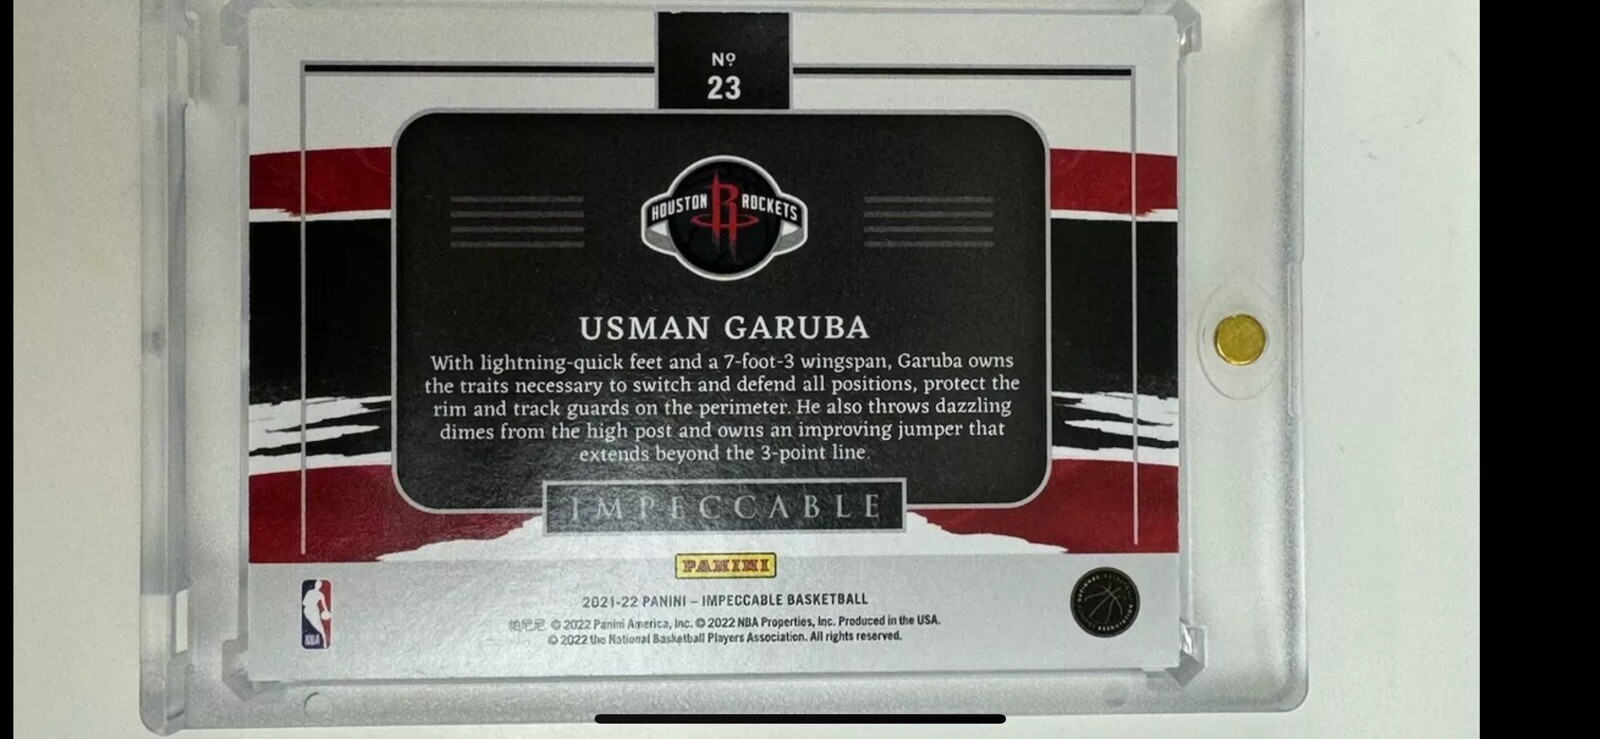 Nº
23
HOUSTON ROCKETS
USMAN GARUBA
With lightning-quick feet and a 7-foot-3 wingspan, Garuba owns
the traits necessary to switch and defend all positions, protect the
rim and track guards on the perimeter. He also throws dazzling
dimes from the high post and owns an improving jumper that
extends beyond the 3-point line.
IMPECCABLE
PANINI
2021-22 PANINI – IMPECCABLE BASKETBALL
帕尼尼 © 2022 Panini America, Inc. © 2022 NBA Properties, Inc. Produced in the USA.
© 2022 the National Basketball Players Association. All rights reserved.
NBA